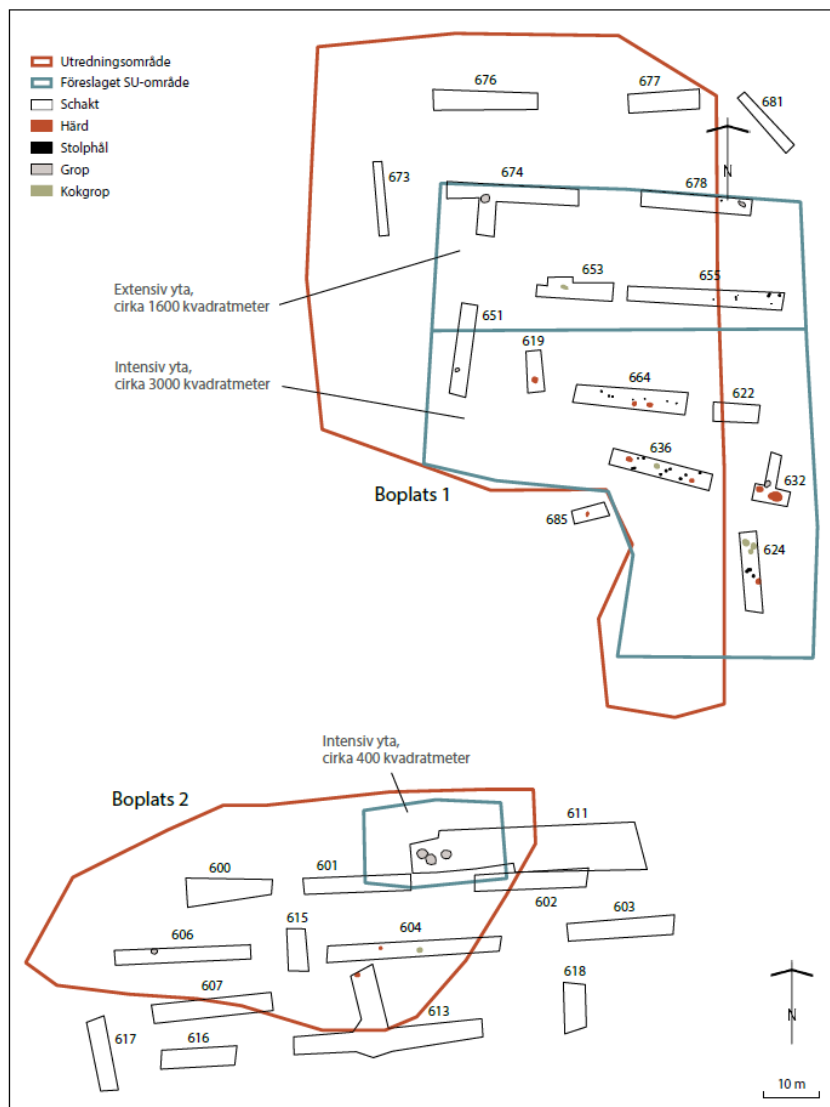 Utredningsområde
Föreslaget SU-område
Schakt
Härd
Stolphål
Grop
Kokgrop
676
677
681
N
673
674
678
Extensiv yta,
cirka 1600 kvadratmeter
653
655
651
Intensiv yta,
cirka 3000 kvadratmeter
619
664
622
636
632
Boplats 1
685
624
Intensiv yta,
cirka 400 kvadratmeter
Boplats 2
611
600
601
602
603
606
615
604
607
618
613
617
616
N
10 m